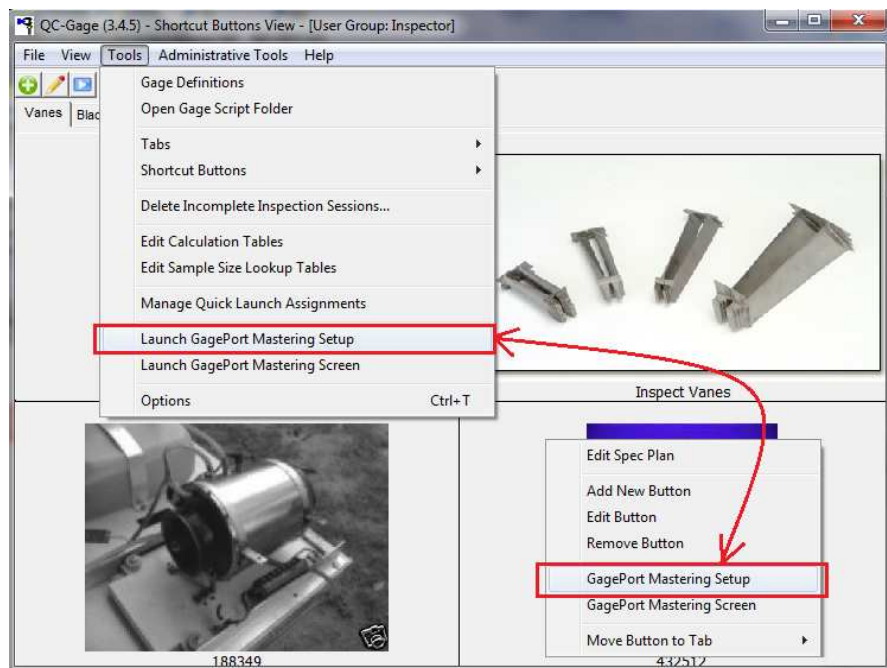 QC-Gage (3.4.5) - Shortcut Buttons View - [User Group: Inspector]
File View Tools Administrative Tools Help
Vanes
Gage Definitions
Open Gage Script Folder
Tabs
Shortcut Buttons
Delete Incomplete Inspection Sessions...
Edit Calculation Tables
Edit Sample Size Lookup Tables
Manage Quick Launch Assignments
Launch GagePort Mastering Setup
Launch GagePort Mastering Screen
Options Ctrl+T
Inspect Vanes
Edit Spec Plan
Add New Button
Edit Button
Remove Button
GagePort Mastering Setup
GagePort Mastering Screen
Move Button to Tab
188349
432512